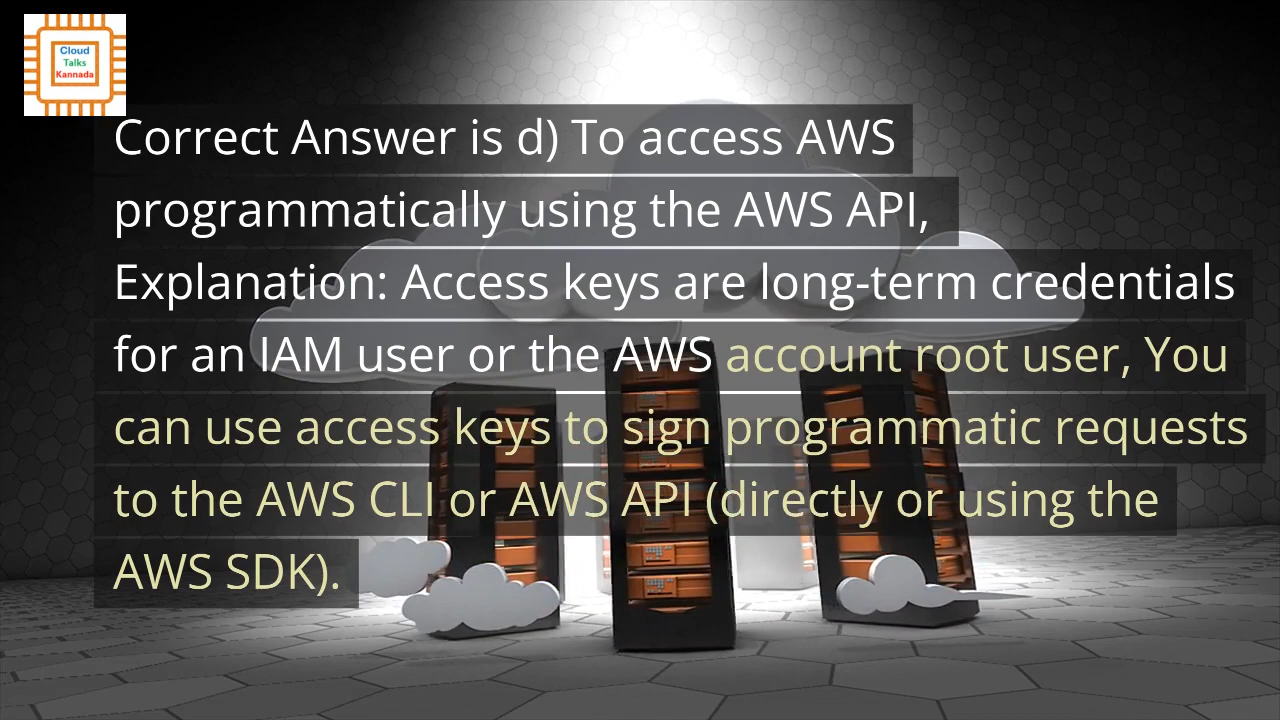 Cloud
Talks
Kannada
Correct Answer is d) To access AWS
programmatically using the AWS API,
Explanation: Access keys are long-term credentials
for an IAM user or the AWS account root user, You
can use access keys to sign programmatic requests
to the AWS CLI or AWS API (directly or using the
AWS SDK).